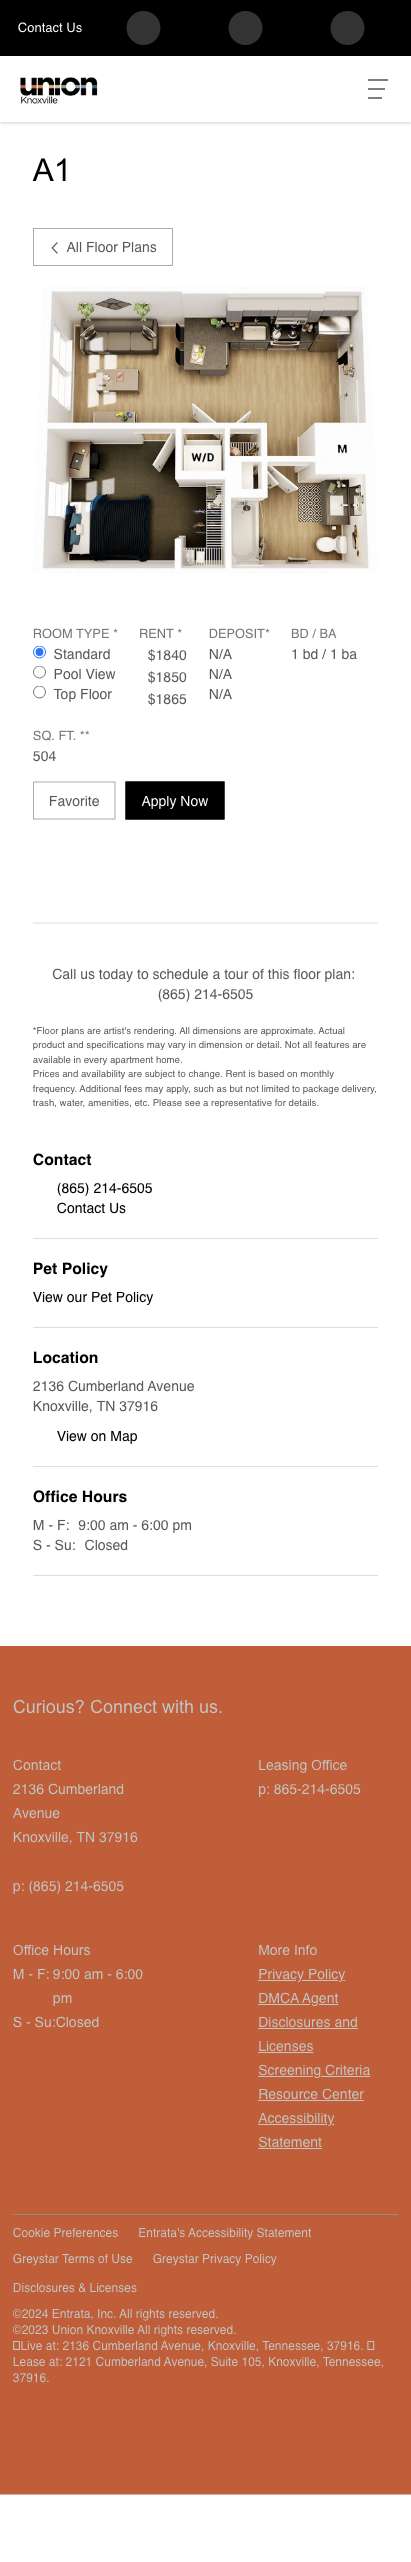 Contact Us
union
Knoxville
A1
All Floor Plans
W/D
M
ROOM TYPE * RENT * DEPOSIT* BD / BA
Standard $1840 N/A 1 bd / 1 ba
Pool View $1850 N/A
Top Floor $1865 N/A
SQ. FT. **
504
Favorite Apply Now
Call us today to schedule a tour of this floor plan:
(865) 214-6505
*Floor plans are artist's rendering. All dimensions are approximate. Actual
product and specifications may vary in dimension or detail. Not all features are
available in every apartment home.
Prices and availability are subject to change. Rent is based on monthly
frequency. Additional fees may apply, such as but not limited to package delivery,
trash, water, amenities, etc. Please see a representative for details.
Contact
(865) 214-6505
Contact Us
Pet Policy
View our Pet Policy
Location
2136 Cumberland Avenue
Knoxville, TN 37916
View on Map
Office Hours
M - F: 9:00 am - 6:00 pm
S - Su: Closed
Curious? Connect with us.
Contact
2136 Cumberland
Avenue
Knoxville, TN 37916
p: (865) 214-6505
Leasing Office
p: 865-214-6505
Office Hours
M - F: 9:00 am - 6:00
pm
S - Su:Closed
More Info
Privacy Policy
DMCA Agent
Disclosures and
Licenses
Screening Criteria
Resource Center
Accessibility
Statement
Cookie Preferences Entrata's Accessibility Statement
Greystar Terms of Use Greystar Privacy Policy
Disclosures & Licenses
©2024 Entrata, Inc. All rights reserved.
©2023 Union Knoxville All rights reserved.
Live at: 2136 Cumberland Avenue, Knoxville, Tennessee, 37916.
Lease at: 2121 Cumberland Avenue, Suite 105, Knoxville, Tennessee,
37916.